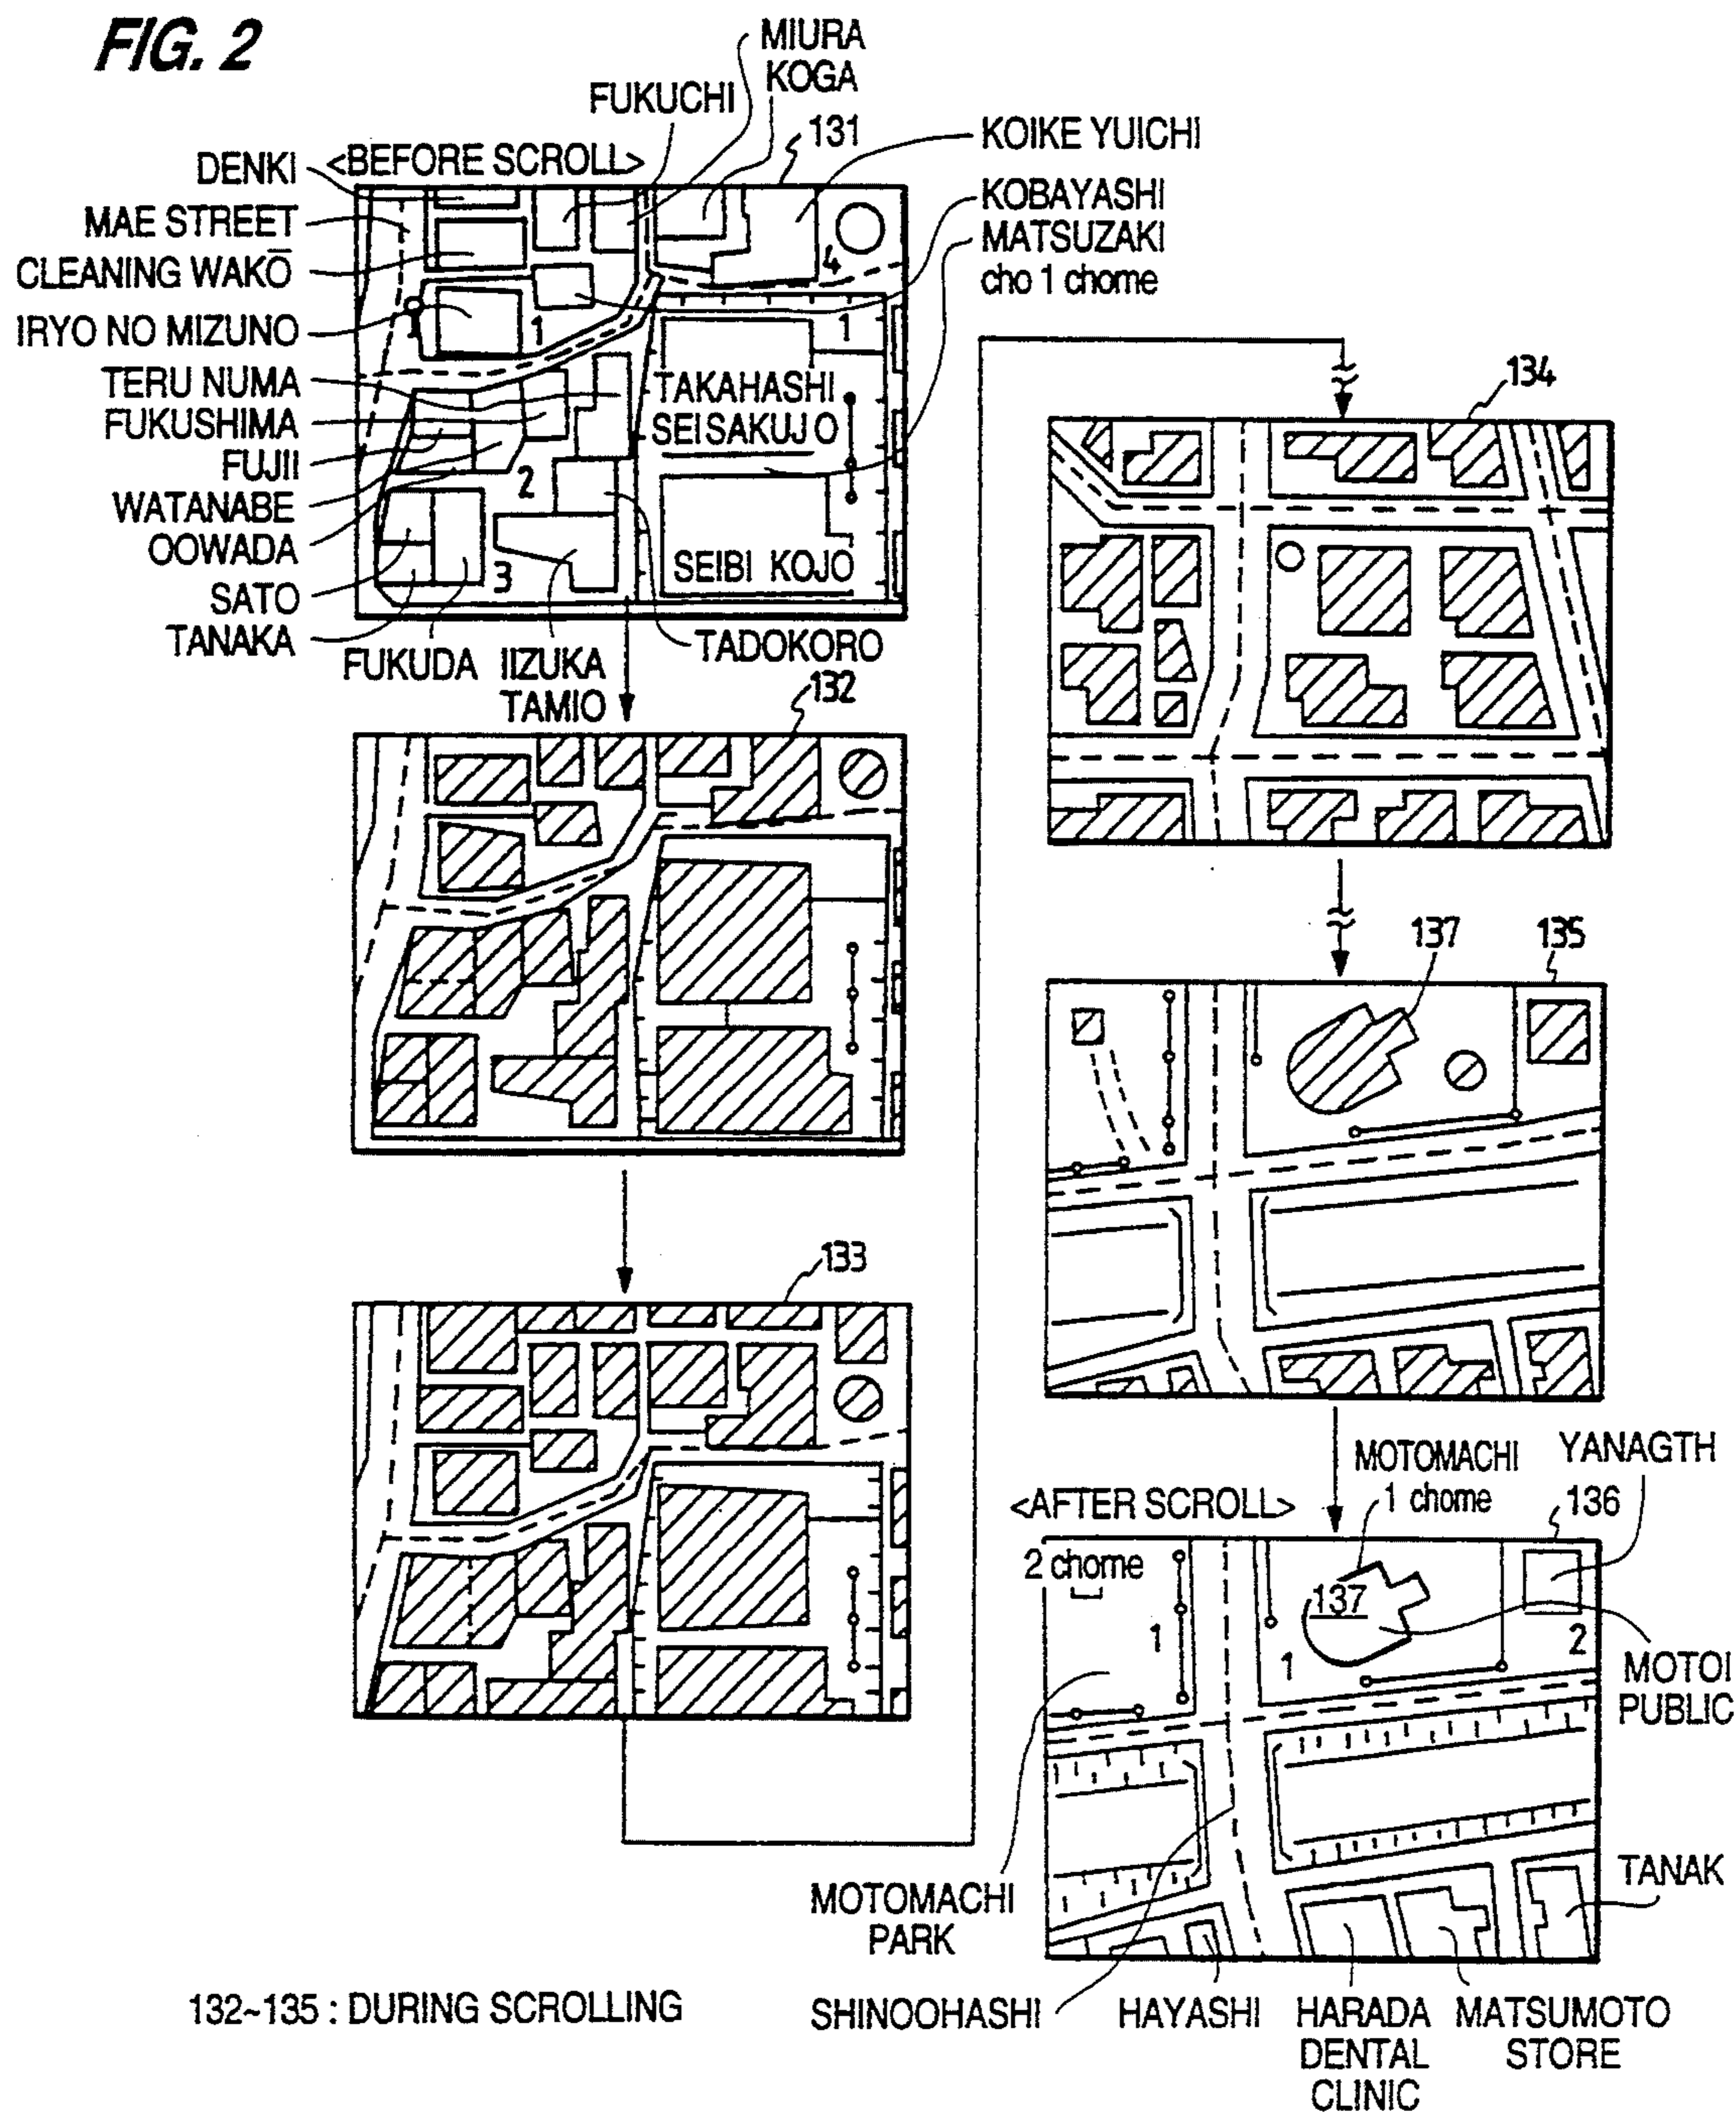 FIG. 2
MIURA
KOGA
FUKUCHI
131
KOIKE YUICHI
<BEFORE SCROLL>
DENKI
KOBAYASHI
MAE STREET
MATSUZAKI
cho 1 chome
CLEANING WAKŌ
4
IRYO NO MIZUNO
1
1
TERU NUMA
TAKAHASHI
SEISAKUJO
FUKUSHIMA
FUJII
2
WATANABE
OOWADA
SEIBI KOJO
3
SATO
TANAKA
FUKUDA
IIZUKA
TAMIO
TADOKORO
132
133
134
137
135
MOTOMACHI
1 chome
YANAGTH
<AFTER SCROLL>
136
2 chome
137
1
1
2
MOTOI
PUBLIC
TANAK
MOTOMACHI
PARK
132~135 : DURING SCROLLING
SHINOOHASHI
HAYASHI
HARADA
DENTAL
CLINIC
MATSUMOTO
STORE